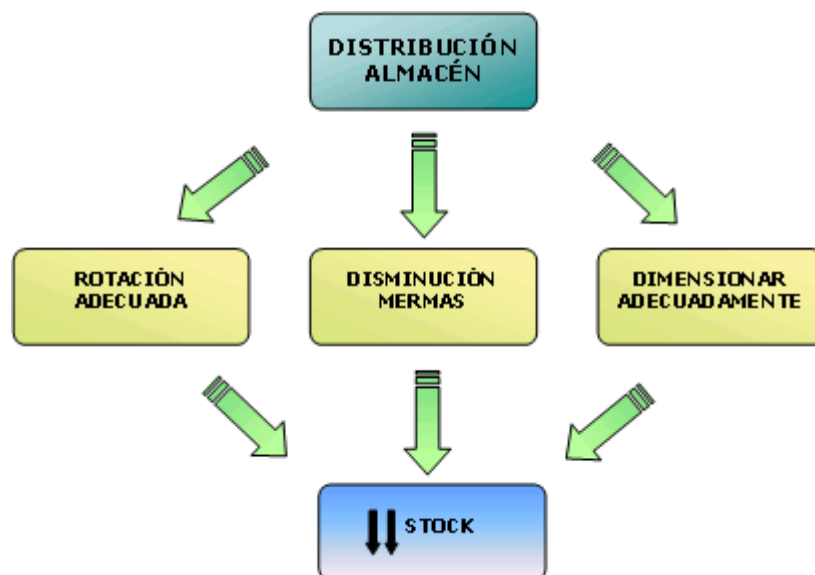 DISTRIBUCIÓN
ALMACÉN
ROTACIÓN
ADECUADA
DISMINUCIÓN
MERMAS
DIMENSIONAR
ADECUADAMENTE
STOCK